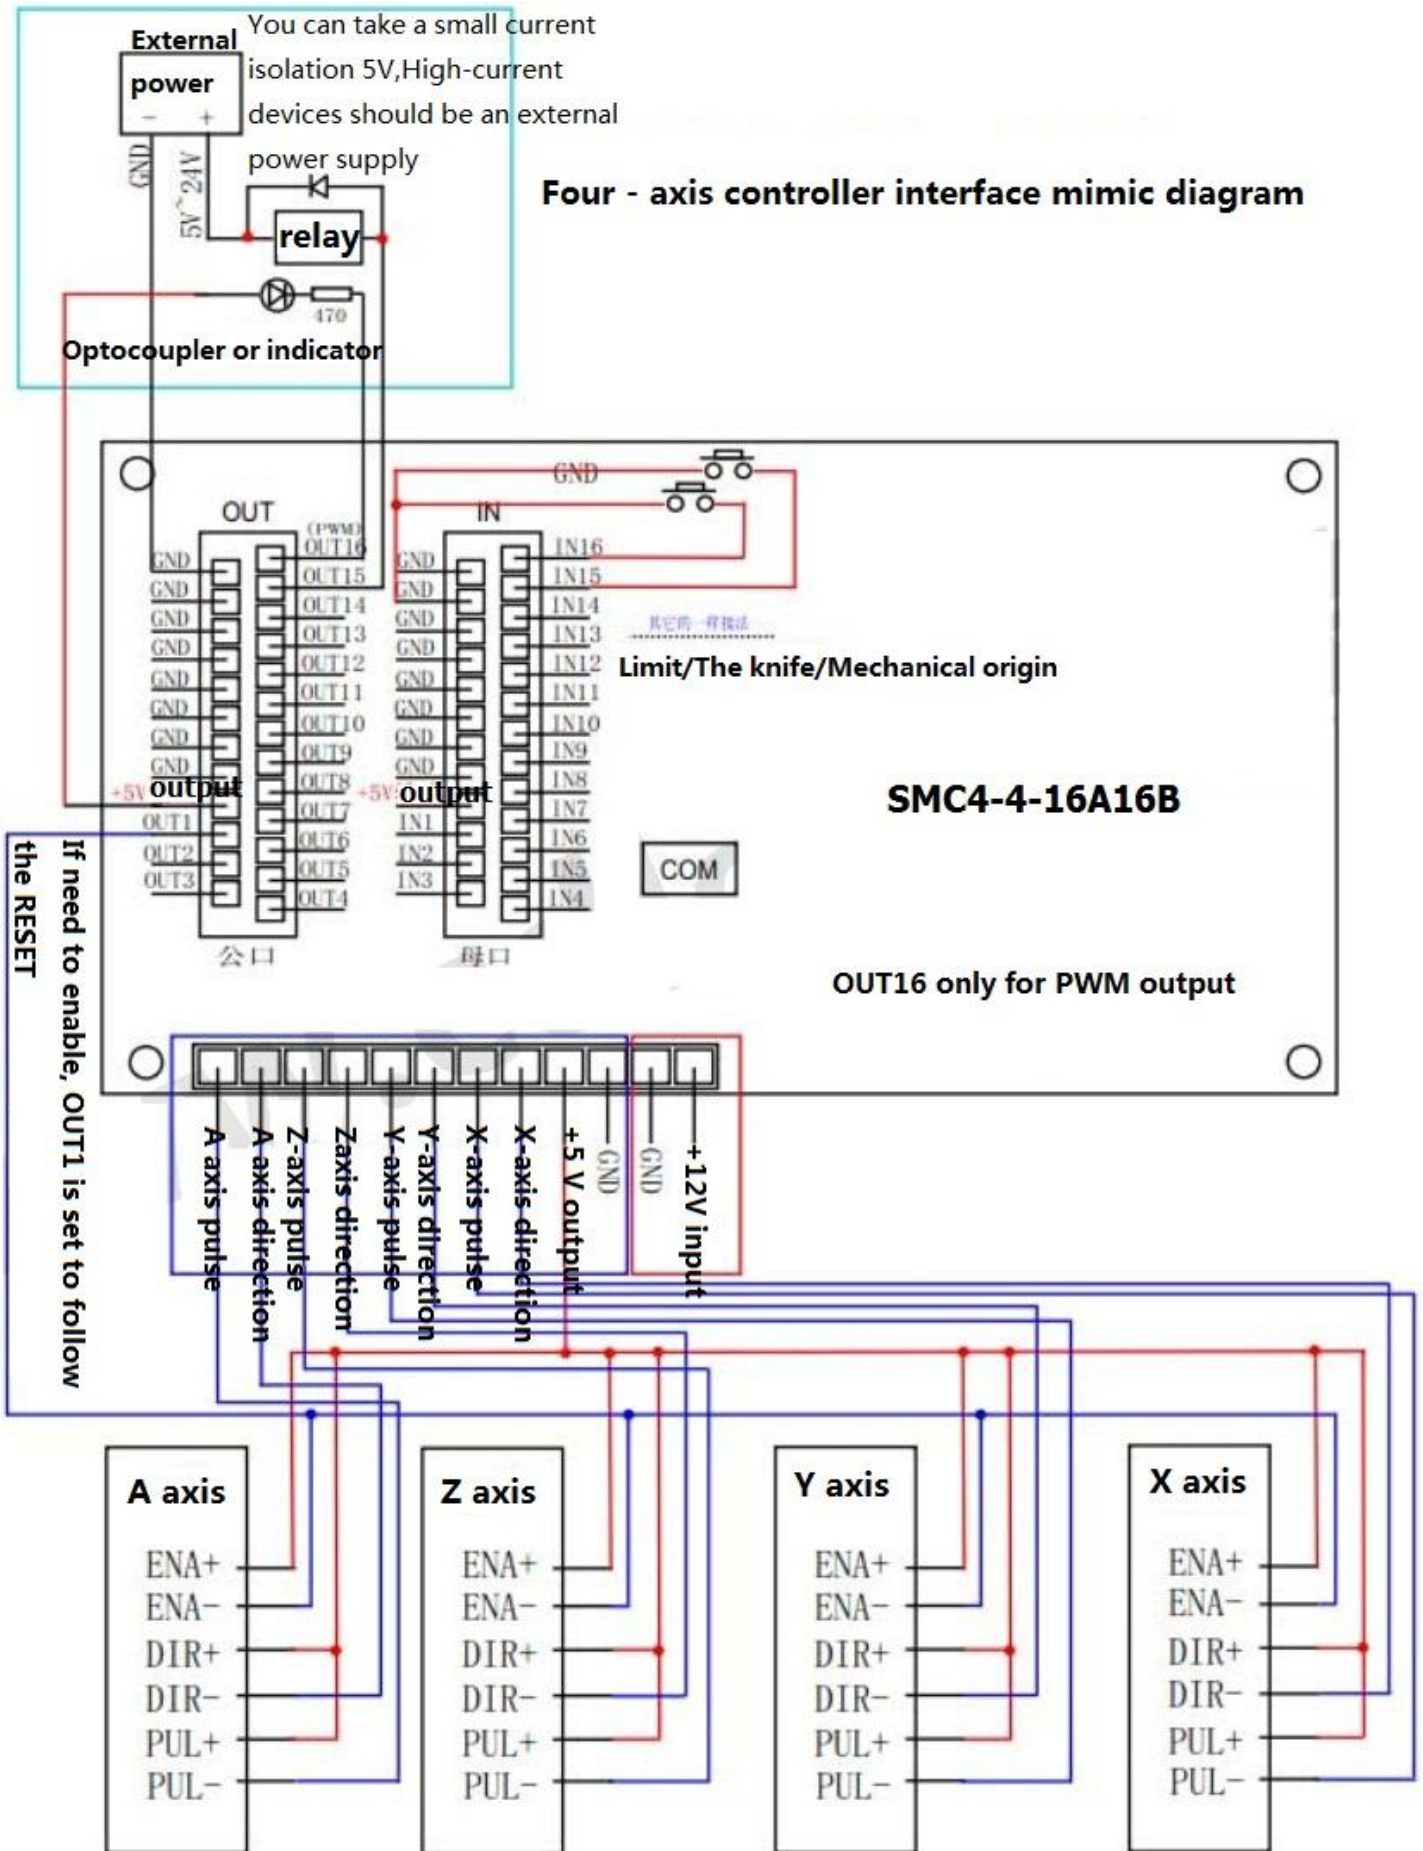 External
power
- +
You can take a small current
isolation 5V,High-current
devices should be an external
power supply
GND
5V~24V
relay
470
Optocoupler or indicator
Four - axis controller interface mimic diagram
OUT
(PWM)
OUT16
OUT15
OUT14
OUT13
OUT12
OUT11
OUT10
OUT9
OUT8
OUT7
OUT6
OUT5
OUT4
GND
GND
GND
GND
GND
GND
GND
GND
+5V output
OUT1
OUT2
OUT3
公口
IN
GND
IN16
IN15
IN14
IN13
IN12
IN11
IN10
IN9
IN8
IN7
IN6
IN5
IN4
GND
GND
GND
GND
GND
GND
GND
GND
+5V output
IN1
IN2
IN3
母口
其它的一样接法
Limit/The knife/Mechanical origin
SMC4-4-16A16B
COM
OUT16 only for PWM output
If need to enable, OUT1 is set to follow
the RESET
A axis pulse
A axis direction
Z-axis pulse
Zaxis direction
Y-axis pulse
Y-axis direction
X-axis pulse
X-axis direction
+5 V output
GND
GND
+12V input
A axis
ENA+
ENA-
DIR+
DIR-
PUL+
PUL-
Z axis
ENA+
ENA-
DIR+
DIR-
PUL+
PUL-
Y axis
ENA+
ENA-
DIR+
DIR-
PUL+
PUL-
X axis
ENA+
ENA-
DIR+
DIR-
PUL+
PUL-